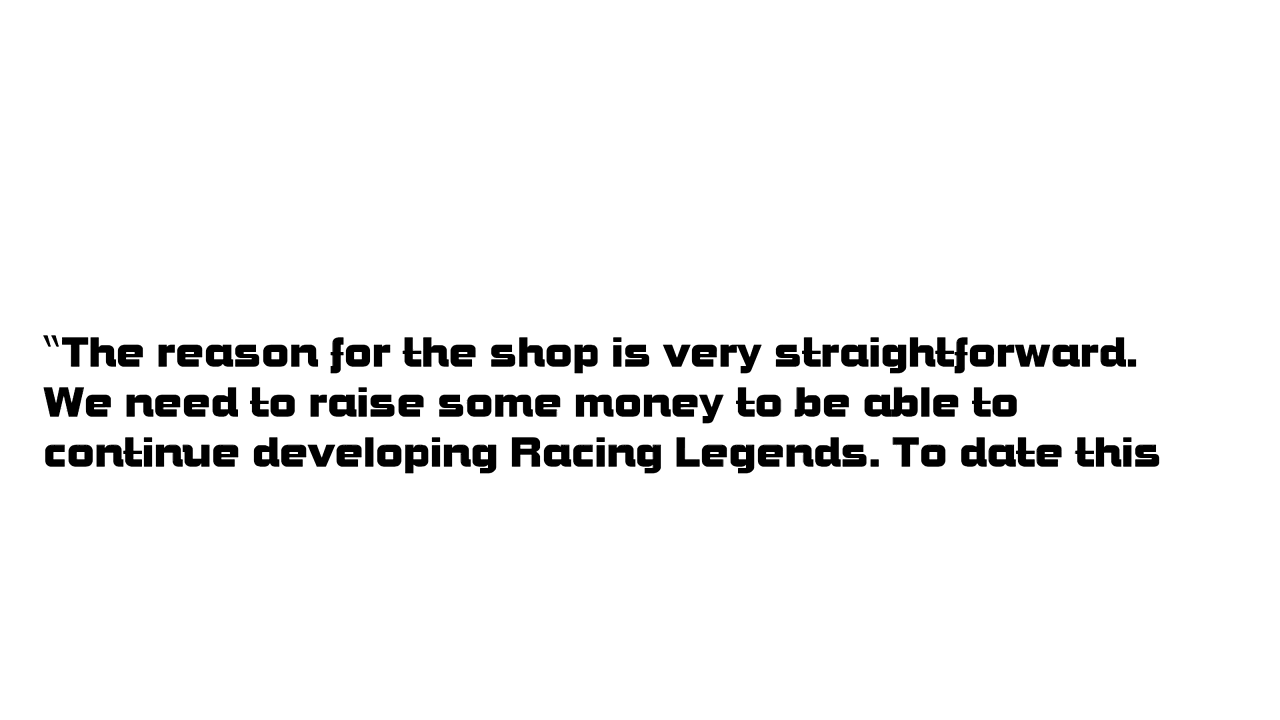 “The reason for the shop is very straightforward.
We need to raise some money to be able to
continue developing Racing Legends. To date this